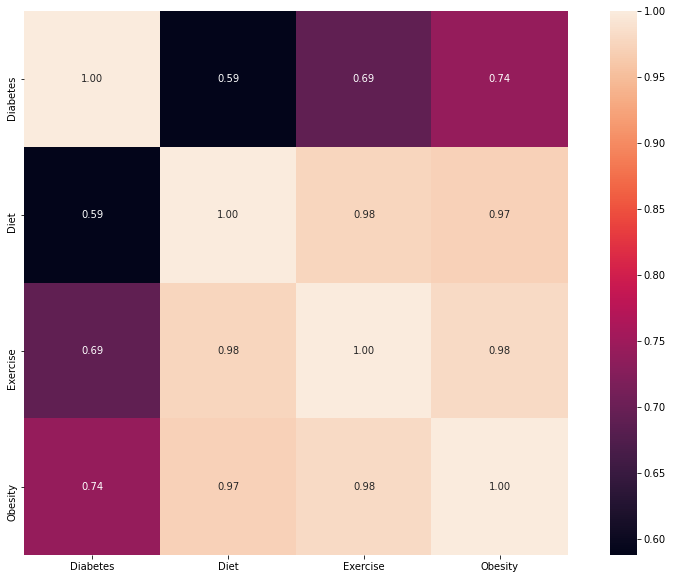 Diabetes 1.00 0.59 0.69 0.74
Diet 0.59 1.00 0.98 0.97
Exercise 0.69 0.98 1.00 0.98
Obesity 0.74 0.97 0.98 1.00
Diabetes Diet Exercise Obesity
1.00
0.95
0.90
0.85
0.80
0.75
0.70
0.65
0.60